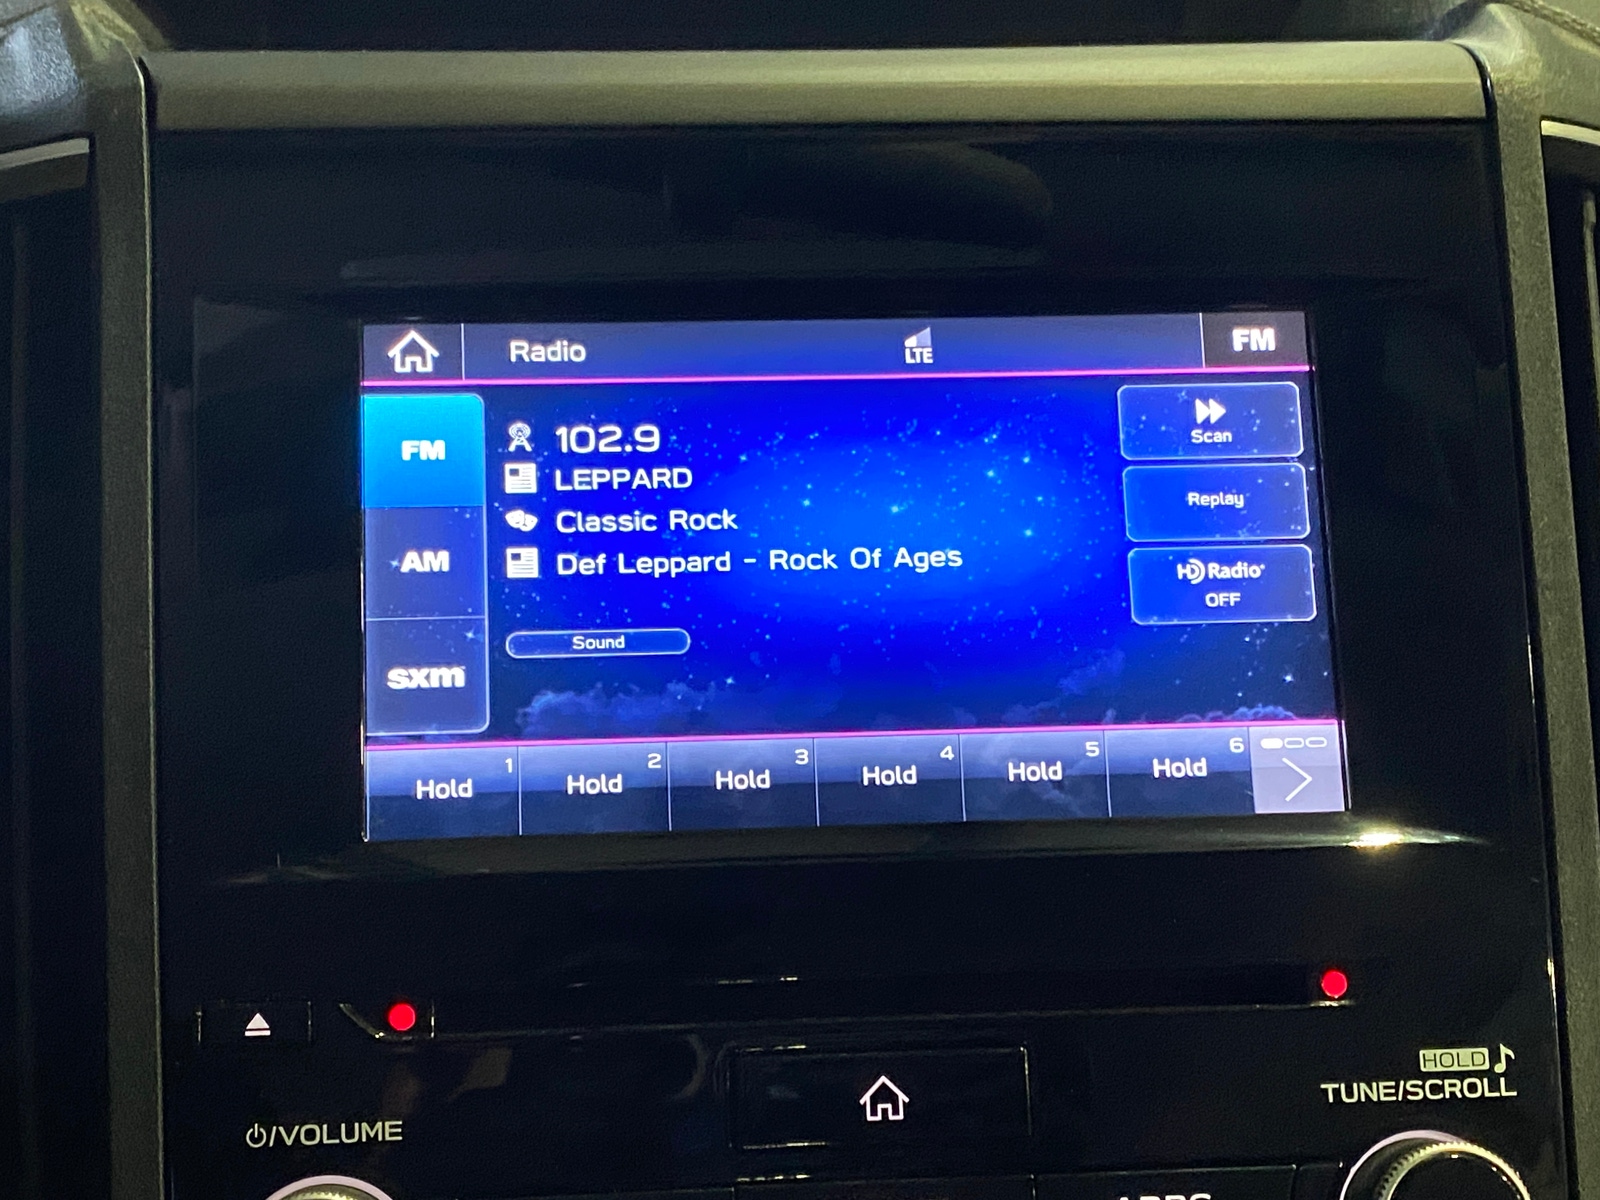 Radio
LTE
FM
FM
102.9
LEPPARD
Classic Rock
Def Leppard - Rock Of Ages
Sound
AM
sxm
Scan
Replay
HD Radio
OFF
1
Hold
2
Hold
3
Hold
4
Hold
5
Hold
6
Hold
HOLD
TUNE/SCROLL
/VOLUME